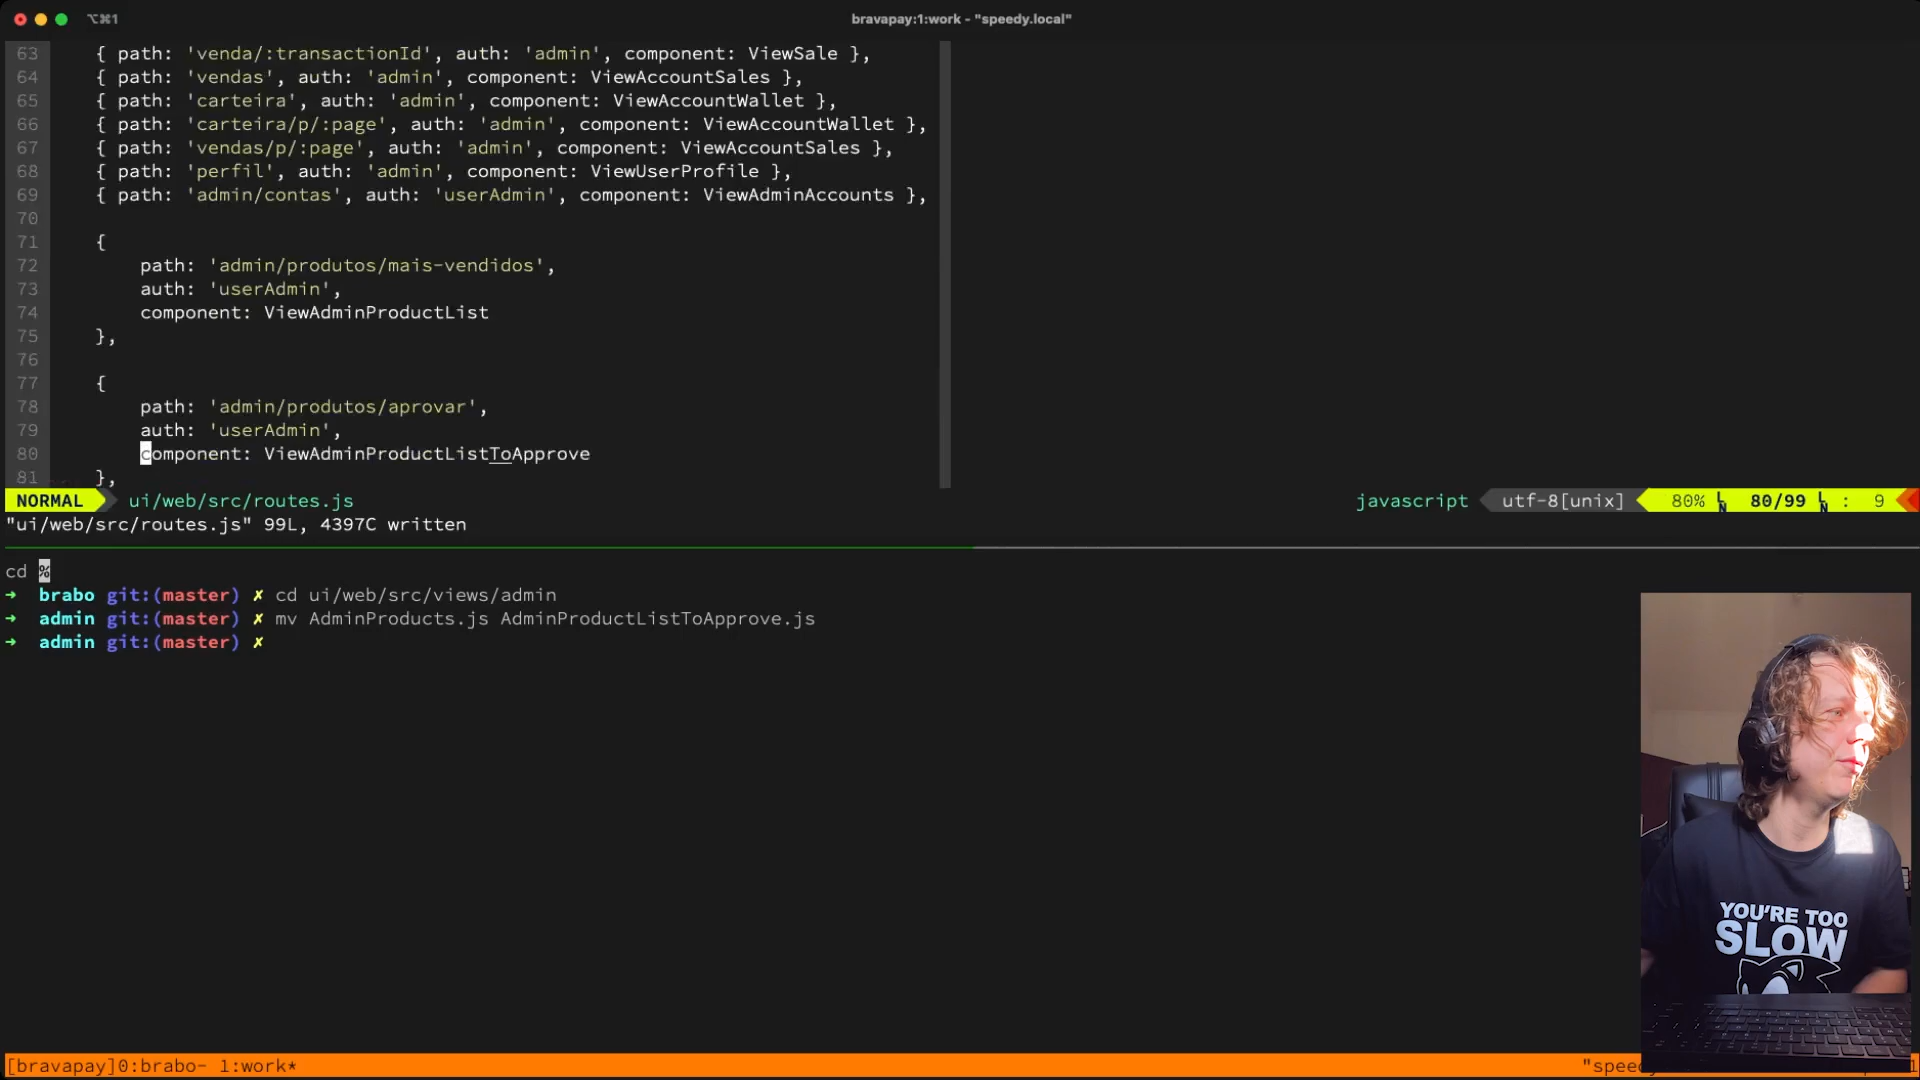 ⌥⌘1 bravapay:1:work - "speedy.local"
63 { path: 'venda/:transactionId', auth: 'admin', component: ViewSale },
64 { path: 'vendas', auth: 'admin', component: ViewAccountSales },
65 { path: 'carteira', auth: 'admin', component: ViewAccountWallet },
66 { path: 'carteira/p/:page', auth: 'admin', component: ViewAccountWallet },
67 { path: 'vendas/p/:page', auth: 'admin', component: ViewAccountSales },
68 { path: 'perfil', auth: 'admin', component: ViewUserProfile },
69 { path: 'admin/contas', auth: 'userAdmin', component: ViewAdminAccounts },
70
71 {
72 path: 'admin/produtos/mais-vendidos',
73 auth: 'userAdmin',
74 component: ViewAdminProductList
75 },
76
77 {
78 path: 'admin/produtos/aprovar',
79 auth: 'userAdmin',
80 component: ViewAdminProductListToApprove
81 },
NORMAL ui/web/src/routes.js javascript utf-8[unix] 80% 80/99 : 9
"ui/web/src/routes.js" 99L, 4397C written
cd %
➜ brabo git:(master) ✗ cd ui/web/src/views/admin
➜ admin git:(master) ✗ mv AdminProducts.js AdminProductListToApprove.js
➜ admin git:(master) ✗
YOU'RE TOO
SLOW
[bravapay]0:brabo- 1:work*